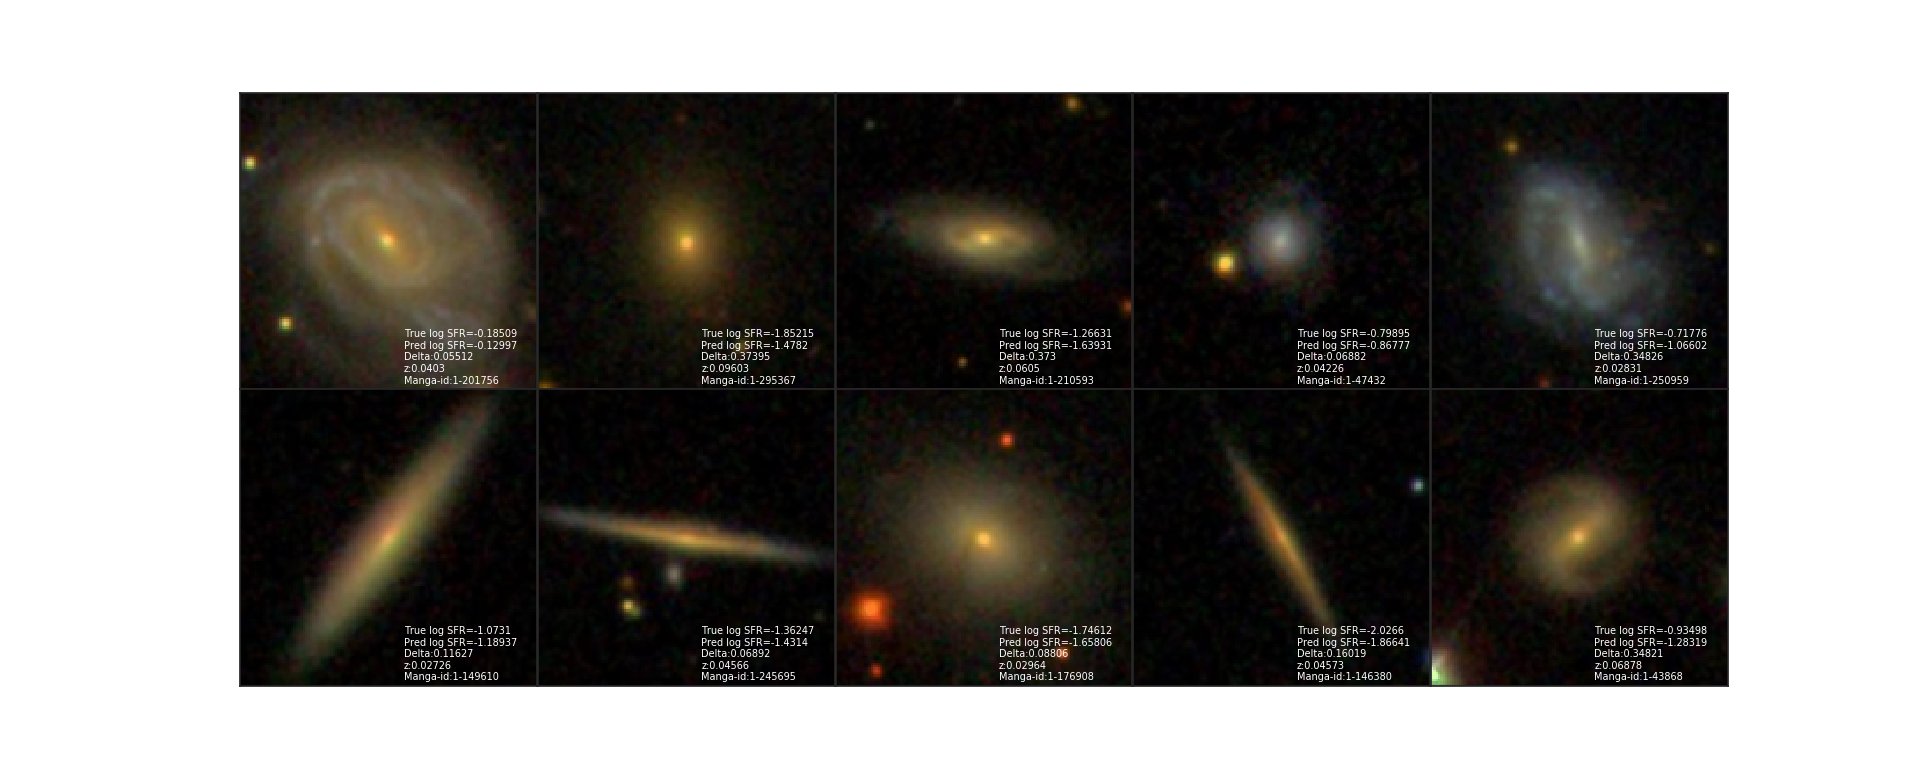 True log SFR=-0.18509
Pred log SFR=-0.12997
Delta:0.05512
z:0.0403
Manga-id:1-201756
True log SFR=-1.85215
Pred log SFR=-1.4782
Delta:0.37395
z:0.09603
Manga-id:1-295367
True log SFR=-1.26631
Pred log SFR=-1.63931
Delta:0.373
z:0.0605
Manga-id:1-210593
True log SFR=-0.79895
Pred log SFR=-0.86777
Delta:0.06882
z:0.04226
Manga-id:1-47432
True log SFR=-0.71776
Pred log SFR=-1.06602
Delta:0.34826
z:0.02831
Manga-id:1-250959
True log SFR=-1.0731
Pred log SFR=-1.18937
Delta:0.11627
z:0.02726
Manga-id:1-149610
True log SFR=-1.36247
Pred log SFR=-1.4314
Delta:0.06892
z:0.04566
Manga-id:1-245695
True log SFR=-1.74612
Pred log SFR=-1.65806
Delta:0.08806
z:0.02964
Manga-id:1-176908
True log SFR=-2.0266
Pred log SFR=-1.86641
Delta:0.16019
z:0.04573
Manga-id:1-146380
True log SFR=-0.93498
Pred log SFR=-1.28319
Delta:0.34821
z:0.06878
Manga-id:1-43868